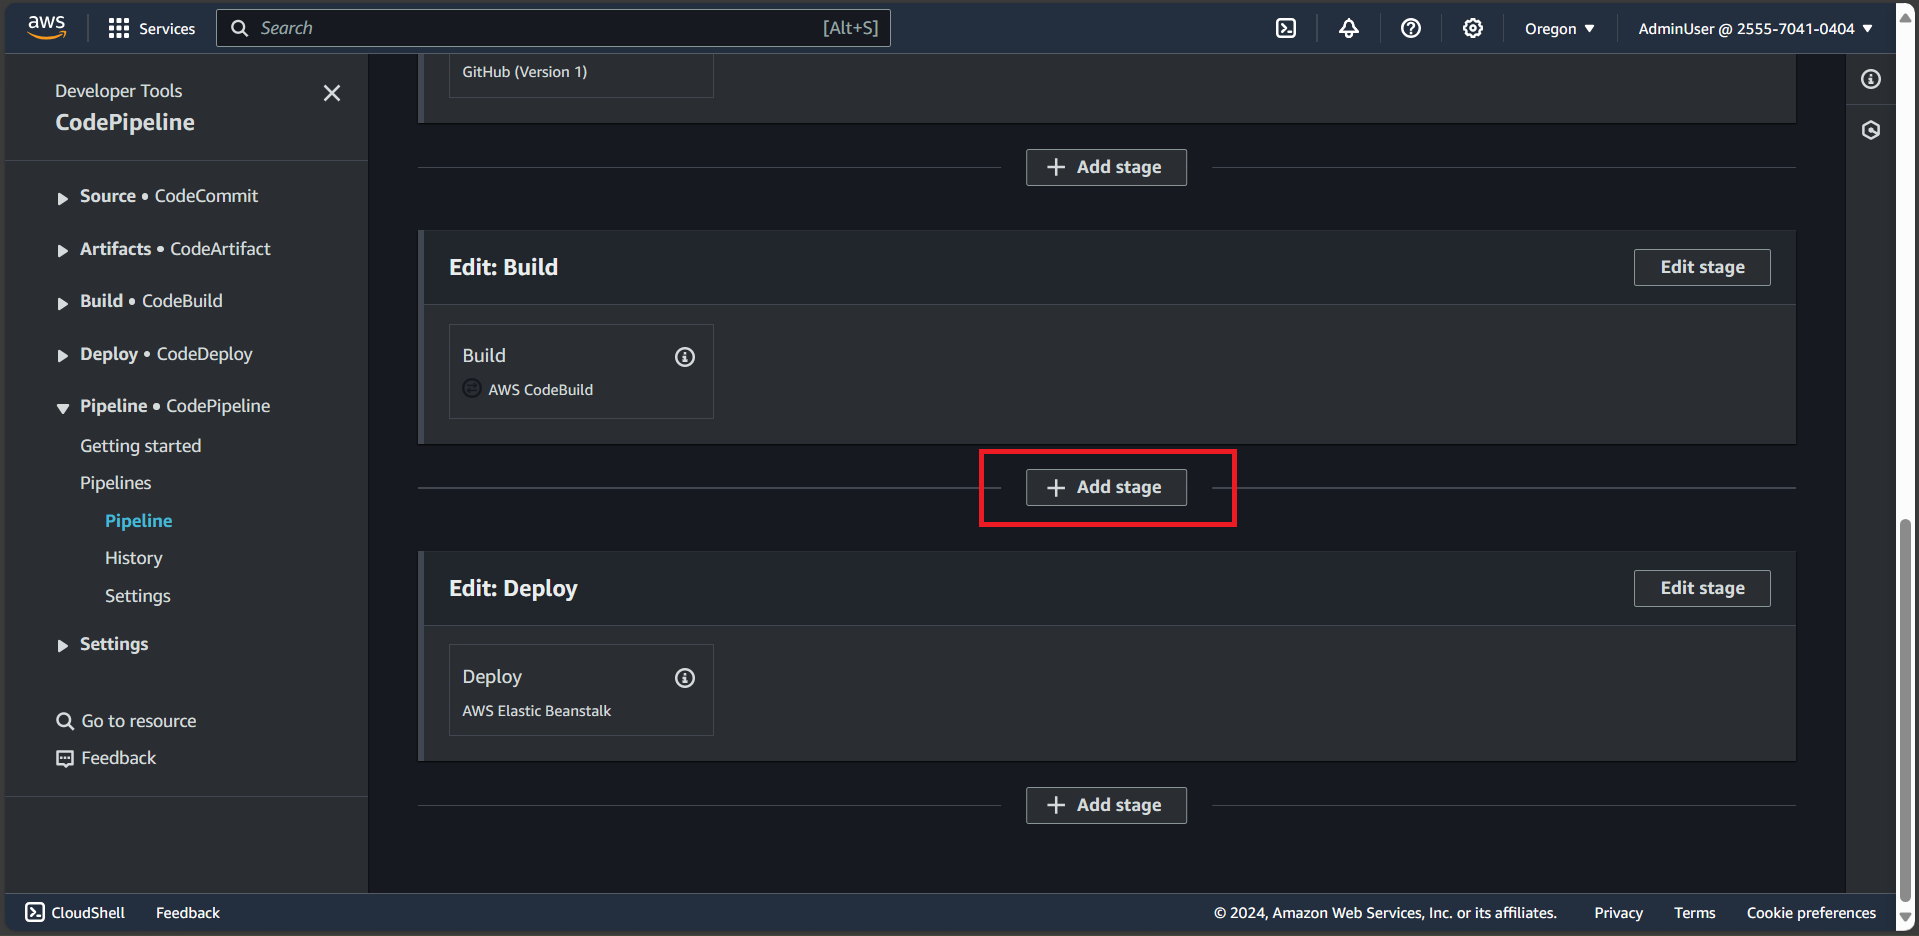 aws
Services
Search
[Alt+S]
Oregon ▼
AdminUser @ 2555-7041-0404 ▼
Developer Tools
CodePipeline
Source • CodeCommit
Artifacts • CodeArtifact
Build • CodeBuild
Deploy • CodeDeploy
Pipeline • CodePipeline
Getting started
Pipelines
Pipeline
History
Settings
Settings
Go to resource
Feedback
GitHub (Version 1)
+ Add stage
Edit: Build
Edit stage
Build
AWS CodeBuild
+ Add stage
Edit: Deploy
Edit stage
Deploy
AWS Elastic Beanstalk
+ Add stage
CloudShell
Feedback
© 2024, Amazon Web Services, Inc. or its affiliates.
Privacy
Terms
Cookie preferences